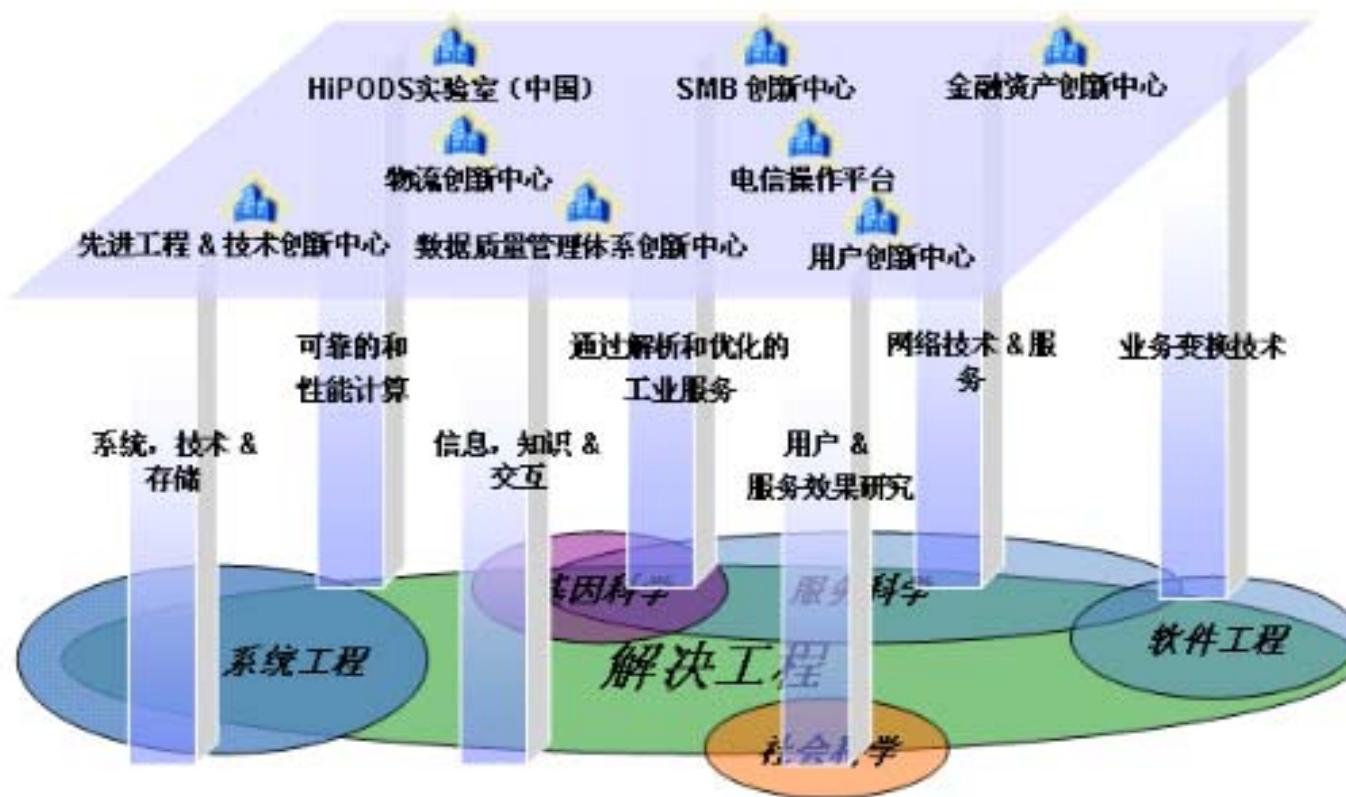 HiPODS实验室（中国）
SMB 创新中心
金融资产创新中心
物流创新中心
电信操作平台
先进工程 & 技术创新中心
数据质量管理体系创新中心
用户创新中心
可靠的和
性能计算
通过解析和优化的
工业服务
网络技术 & 服
务
业务变换技术
系统，技术 &
存储
信息，知识 &
交互
用户 &
服务效果研究
基因科学
服务科学
系统工程
解决工程
软件工程
社会科学